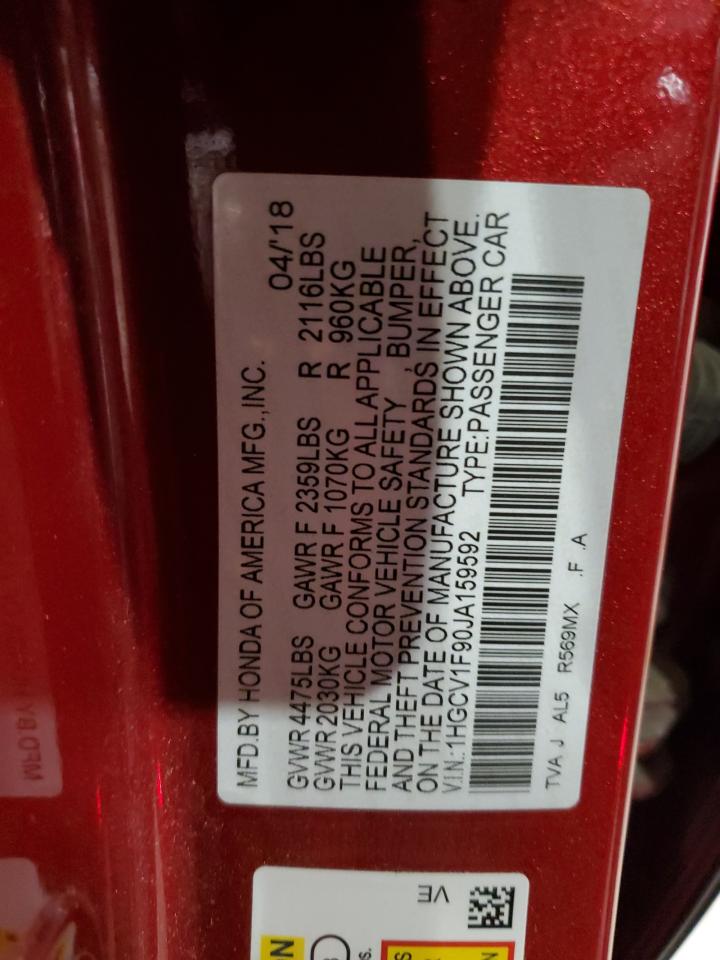 MFD.BY HONDA OF AMERICA MFG.,INC. 04/'18
GVWR 4475LBS GAWR F 2359LBS R 2116LBS
GVWR 2030KG GAWR F 1070KG R 960KG
THIS VEHICLE CONFORMS TO ALL APPLICABLE
FEDERAL MOTOR VEHICLE SAFETY , BUMPER,
AND THEFT PREVENTION STANDARDS IN EFFECT
ON THE DATE OF MANUFACTURE SHOWN ABOVE.
V.I.N.:1HGCV1F90JA159592 TYPE:PASSENGER CAR
TVA J AL5 R569MX .F .A
VE